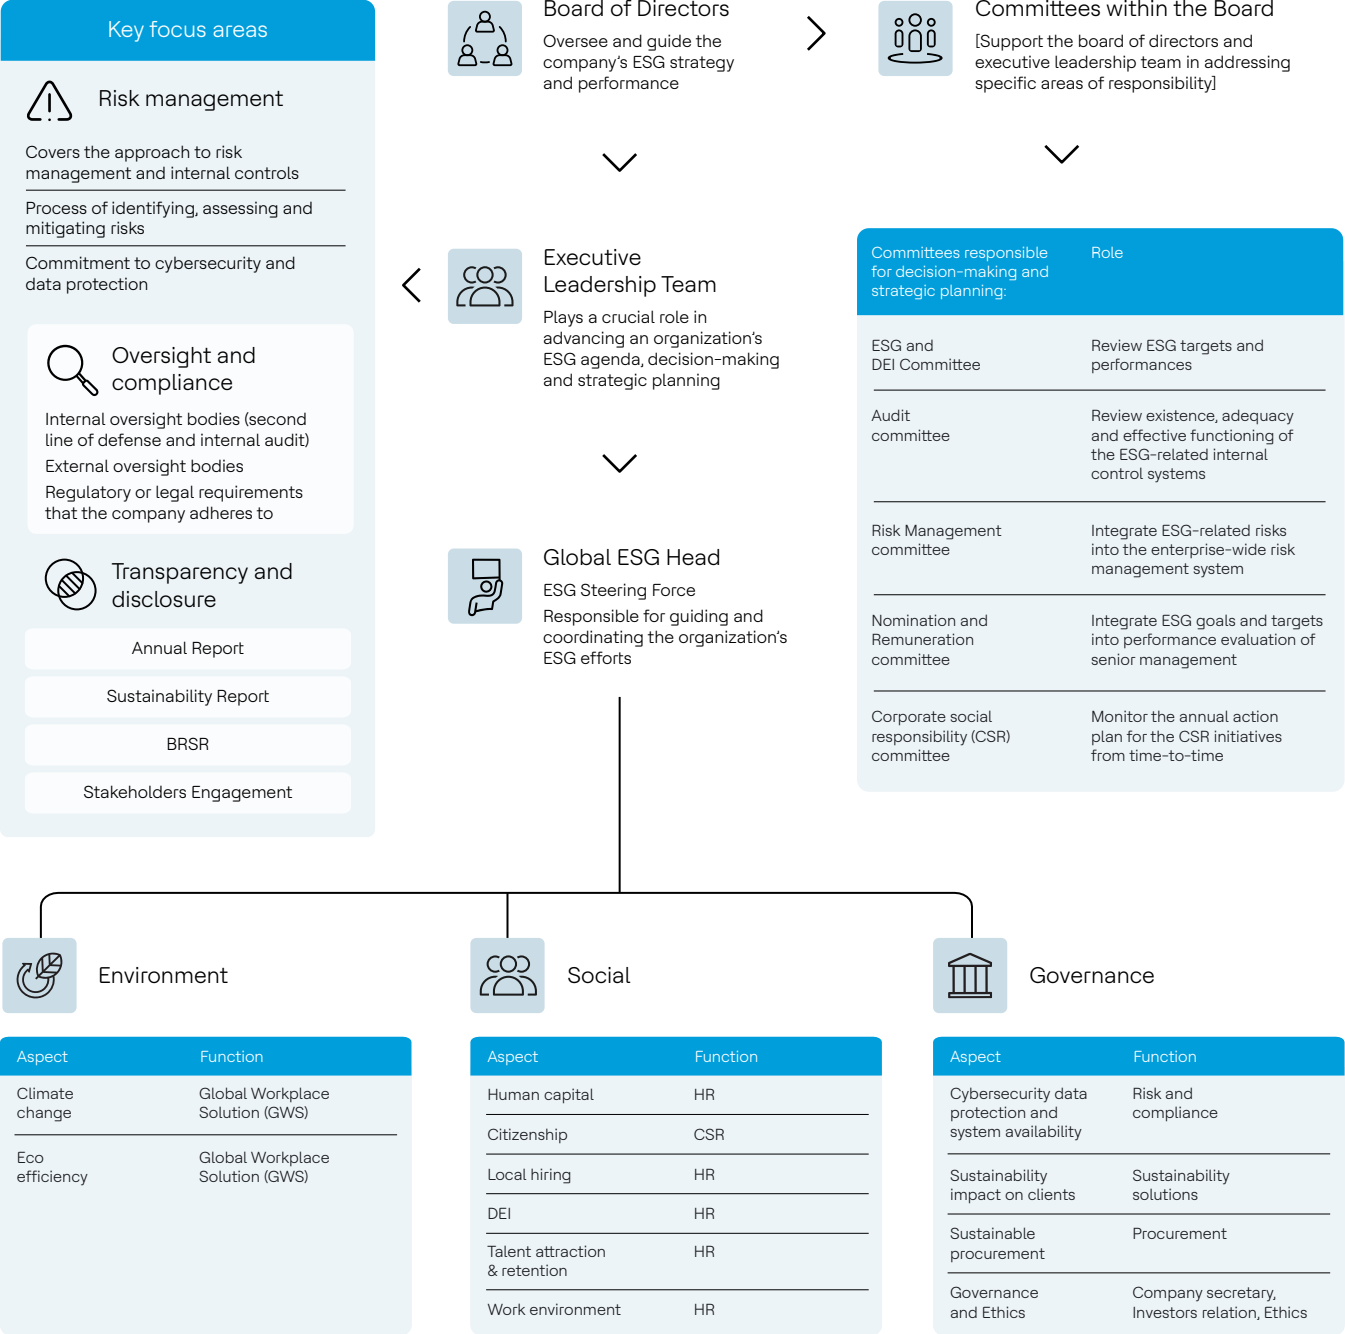 Key focus areas
Risk management
Covers the approach to risk
management and internal controls
Process of identifying, assessing and
mitigating risks
Commitment to cybersecurity and
data protection
Oversight and
compliance
Internal oversight bodies (second
line of defense and internal audit)
External oversight bodies
Regulatory or legal requirements
that the company adheres to
Transparency and
disclosure
Annual Report
Sustainability Report
BRSR
Stakeholders Engagement
Board of Directors
Oversee and guide the
company's ESG strategy
and performance
Executive
Leadership Team
Plays a crucial role in
advancing an organization's
ESG agenda, decision-making
and strategic planning
Global ESG Head
ESG Steering Force
Responsible for guiding and
coordinating the organization's
ESG efforts
Committees within the Board
[Support the board of directors and
executive leadership team in addressing
specific areas of responsibility]
Committees responsible
for decision-making and
strategic planning:
Role
ESG and
DEI Committee
Review ESG targets and
performances
Audit
committee
Review existence, adequacy
and effective functioning of
the ESG-related internal
control systems
Risk Management
committee
Integrate ESG-related risks
into the enterprise-wide risk
management system
Nomination and
Remuneration
committee
Integrate ESG goals and targets
into performance evaluation of
senior management
Corporate social
responsibility (CSR)
committee
Monitor the annual action
plan for the CSR initiatives
from time-to-time
Environment
Aspect
Function
Climate
change
Global Workplace
Solution (GWS)
Eco
efficiency
Global Workplace
Solution (GWS)
Social
Aspect
Function
Human capital
HR
Citizenship
CSR
Local hiring
HR
DEI
HR
Talent attraction
& retention
HR
Work environment
HR
Governance
Aspect
Function
Cybersecurity data
protection and
system availability
Risk and
compliance
Sustainability
impact on clients
Sustainability
solutions
Sustainable
procurement
Procurement
Governance
and Ethics
Company secretary,
Investors relation, Ethics